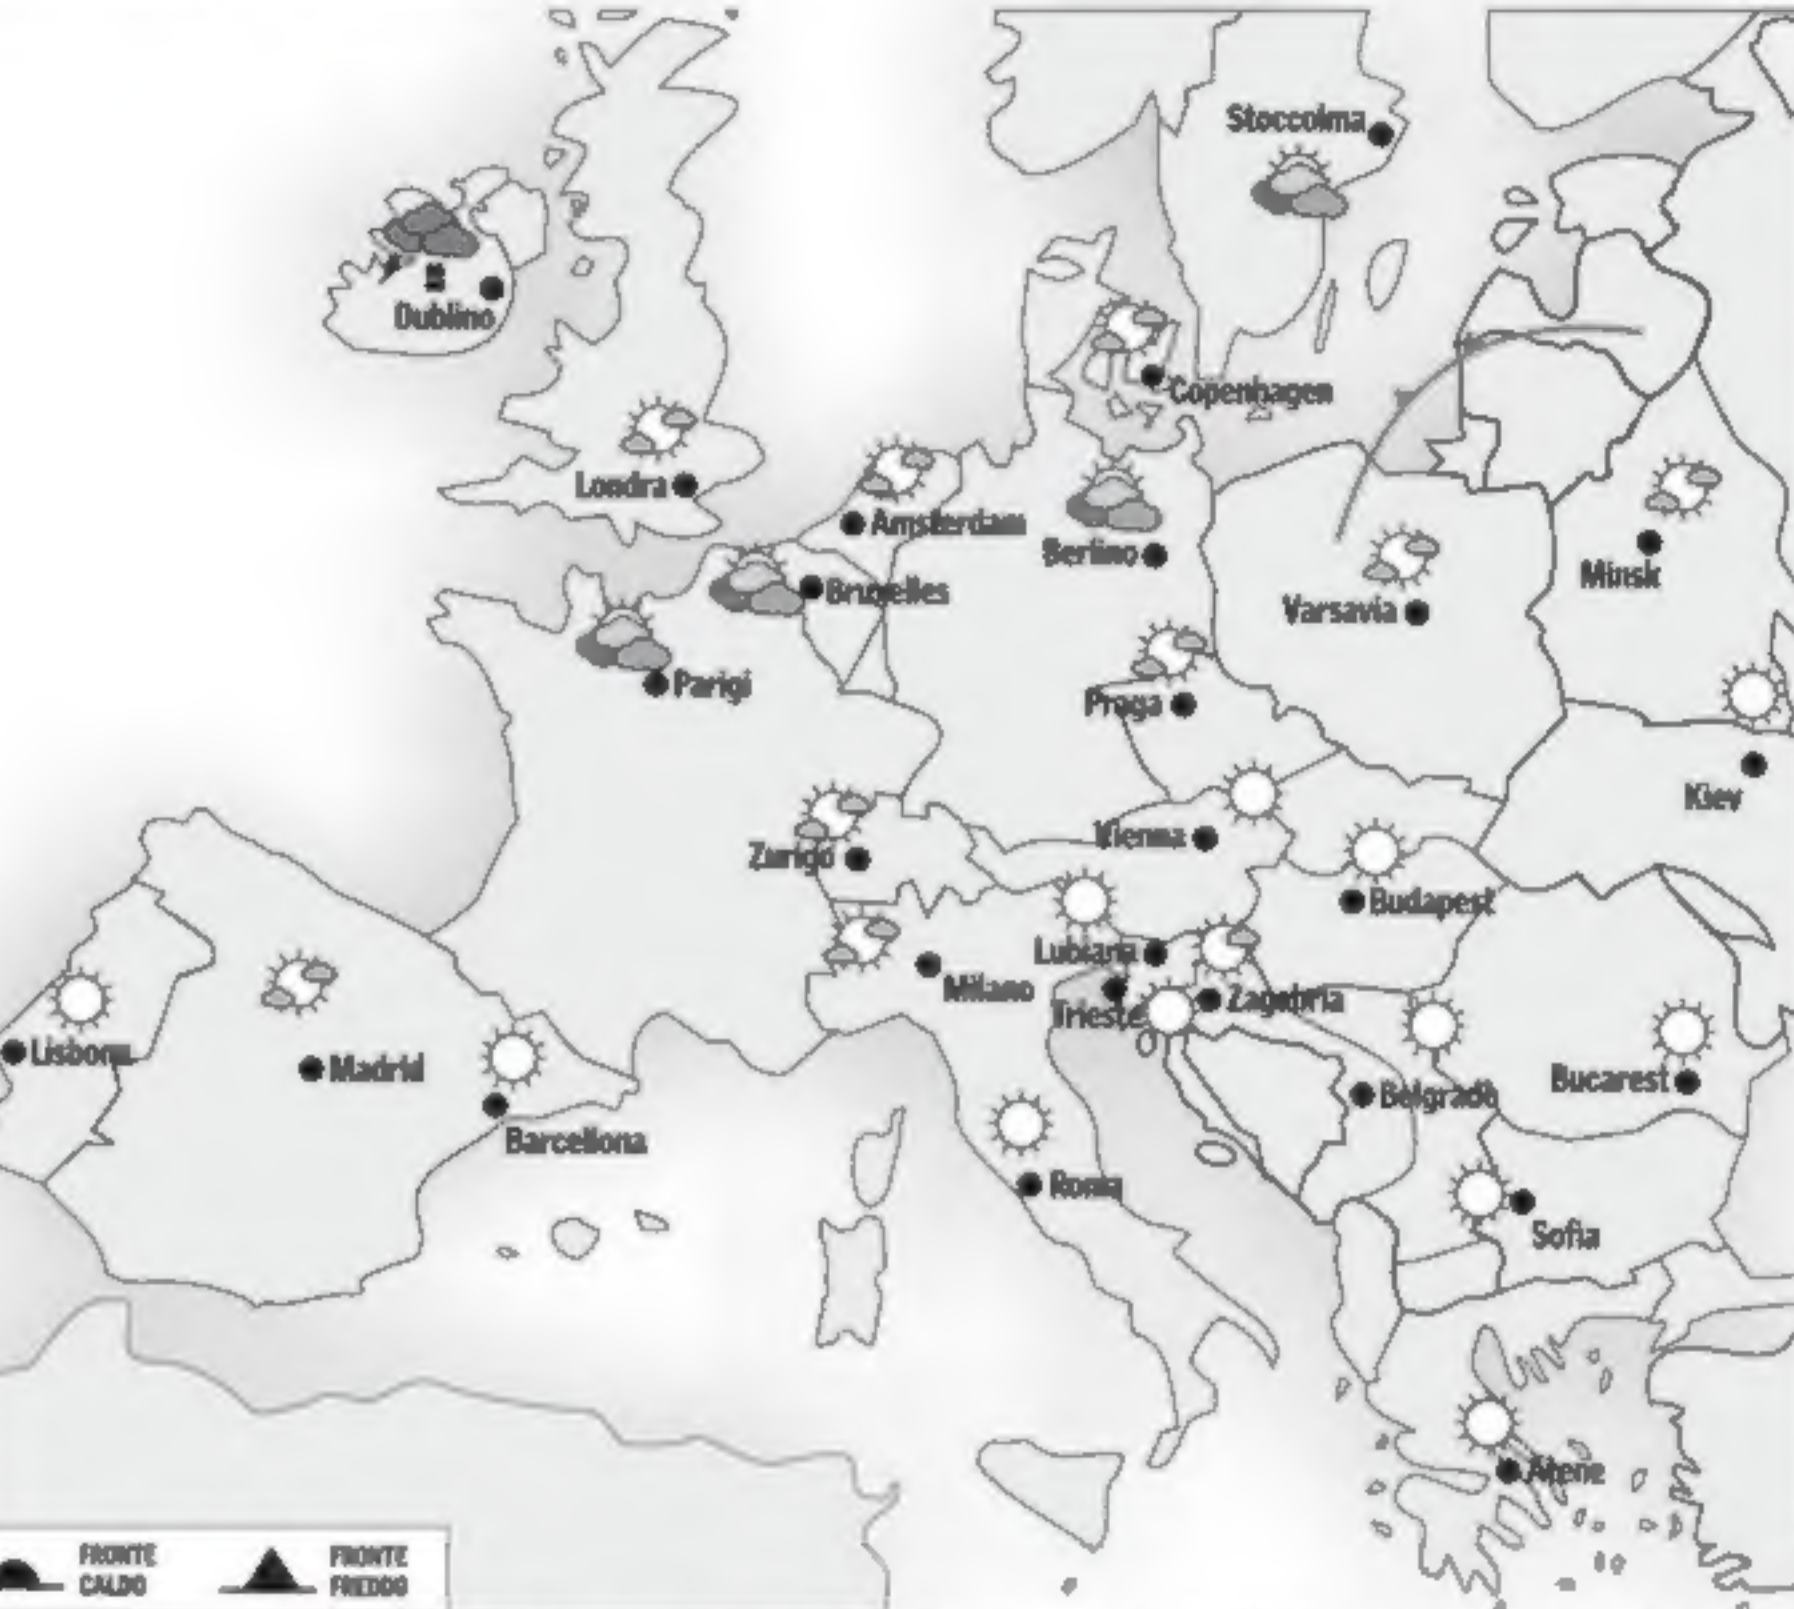 Stoccolma
Dublino
Copenhagen
Londra
Amsterdam
Berlino
Minsk
Bruxelles
Varsavia
Parigi
Praga
Kiev
Vienna
Zurigo
Budapest
Lubiana
Milano
Zagabria
Trieste
Lisbona
Madrid
Bucarest
Belgrado
Barcellona
Roma
Sofia
Atene
FRONTE
CALDO
FRONTE
FREDDO